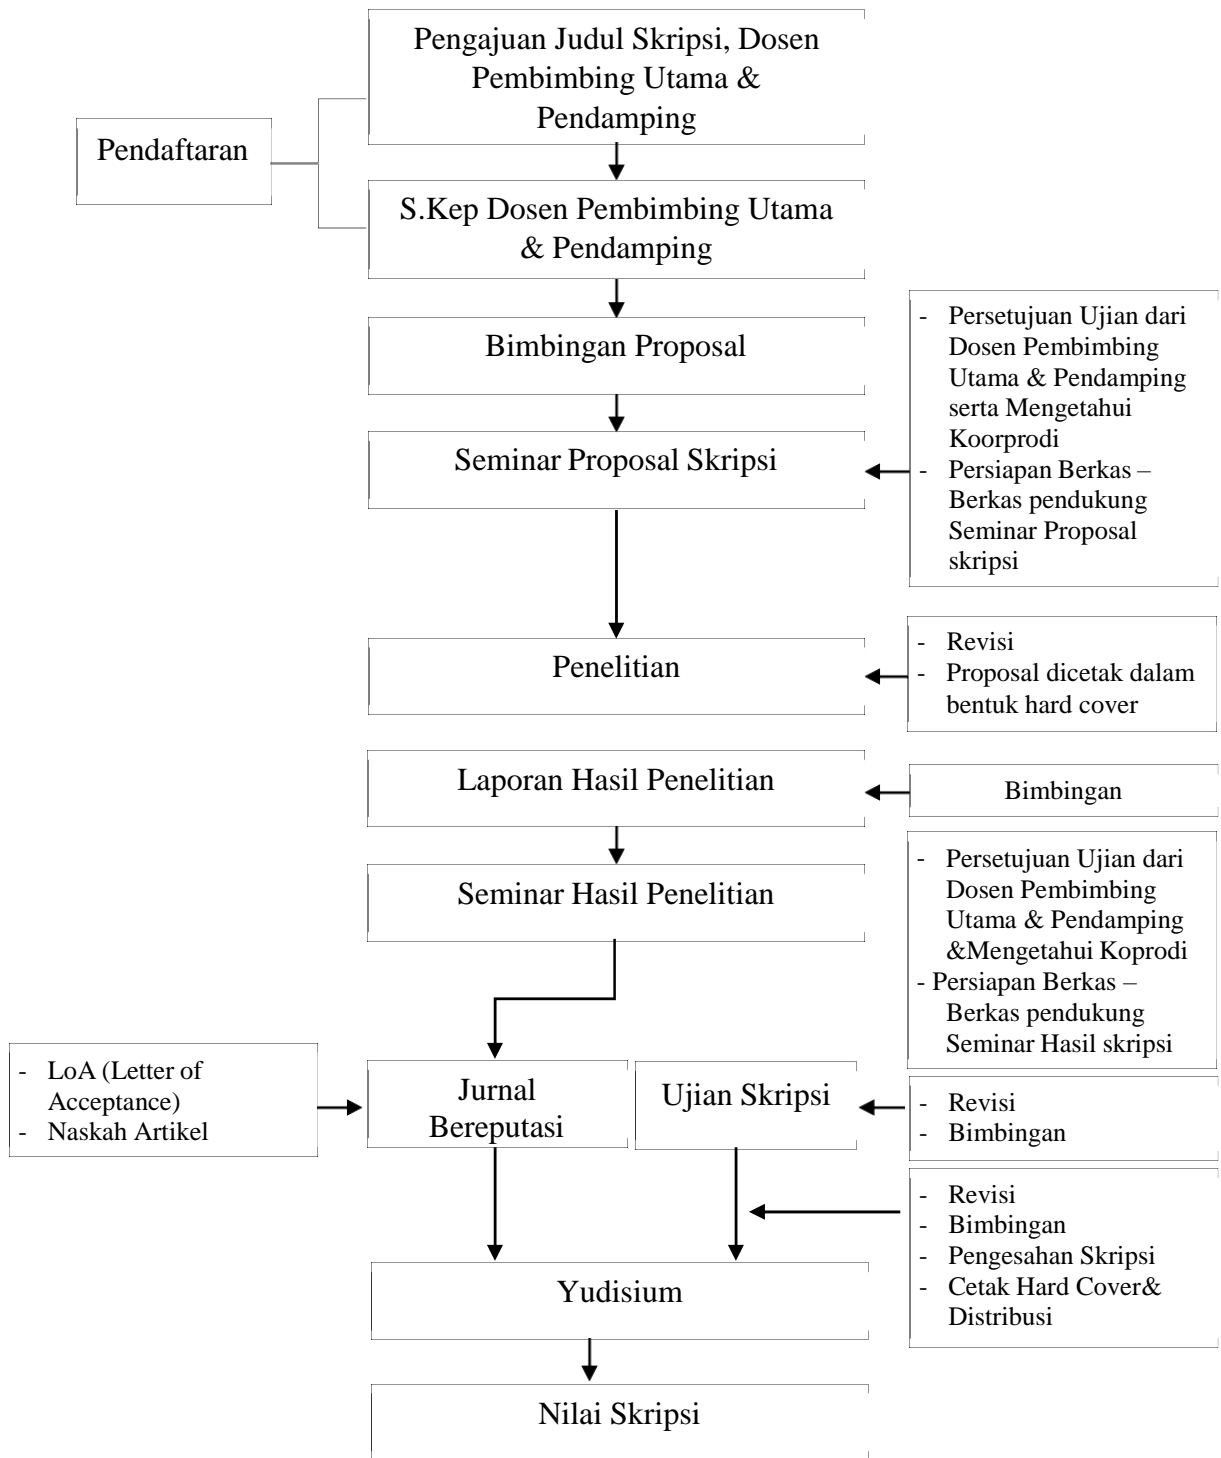 Pengajuan Judul Skripsi, Dosen
Pembimbing Utama &
Pendamping
Pendaftaran
S.Kep Dosen Pembimbing Utama
& Pendamping
Bimbingan Proposal
- Persetujuan Ujian dari
Dosen Pembimbing
Utama & Pendamping
serta Mengetahui
Koorprodi
- Persiapan Berkas –
Berkas pendukung
Seminar Proposal
skripsi
Seminar Proposal Skripsi
Penelitian
- Revisi
- Proposal dicetak dalam
bentuk hard cover
Laporan Hasil Penelitian
Bimbingan
Seminar Hasil Penelitian
- Persetujuan Ujian dari
Dosen Pembimbing
Utama & Pendamping
&Mengetahui Koprodi
- Persiapan Berkas –
Berkas pendukung
Seminar Hasil skripsi
- LoA (Letter of
Acceptance)
- Naskah Artikel
Jurnal
Bereputasi
Ujian Skripsi
- Revisi
- Bimbingan
- Revisi
- Bimbingan
- Pengesahan Skripsi
- Cetak Hard Cover&
Distribusi
Yudisium
Nilai Skripsi